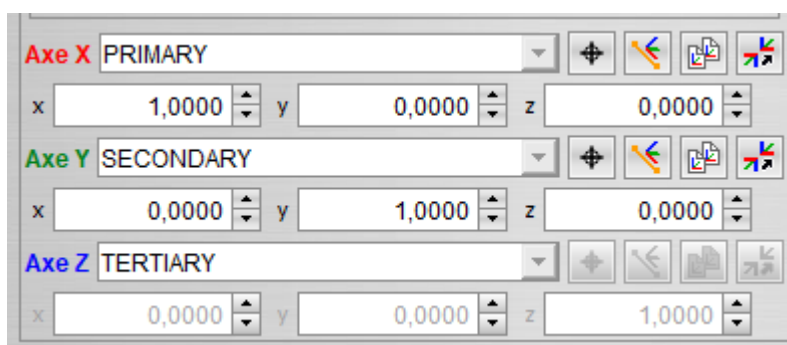 Axe X PRIMARY
x 1,0000 y 0,0000 z 0,0000
Axe Y SECONDARY
x 0,0000 y 1,0000 z 0,0000
Axe Z TERTIARY
x 0,0000 y 0,0000 z 1,0000